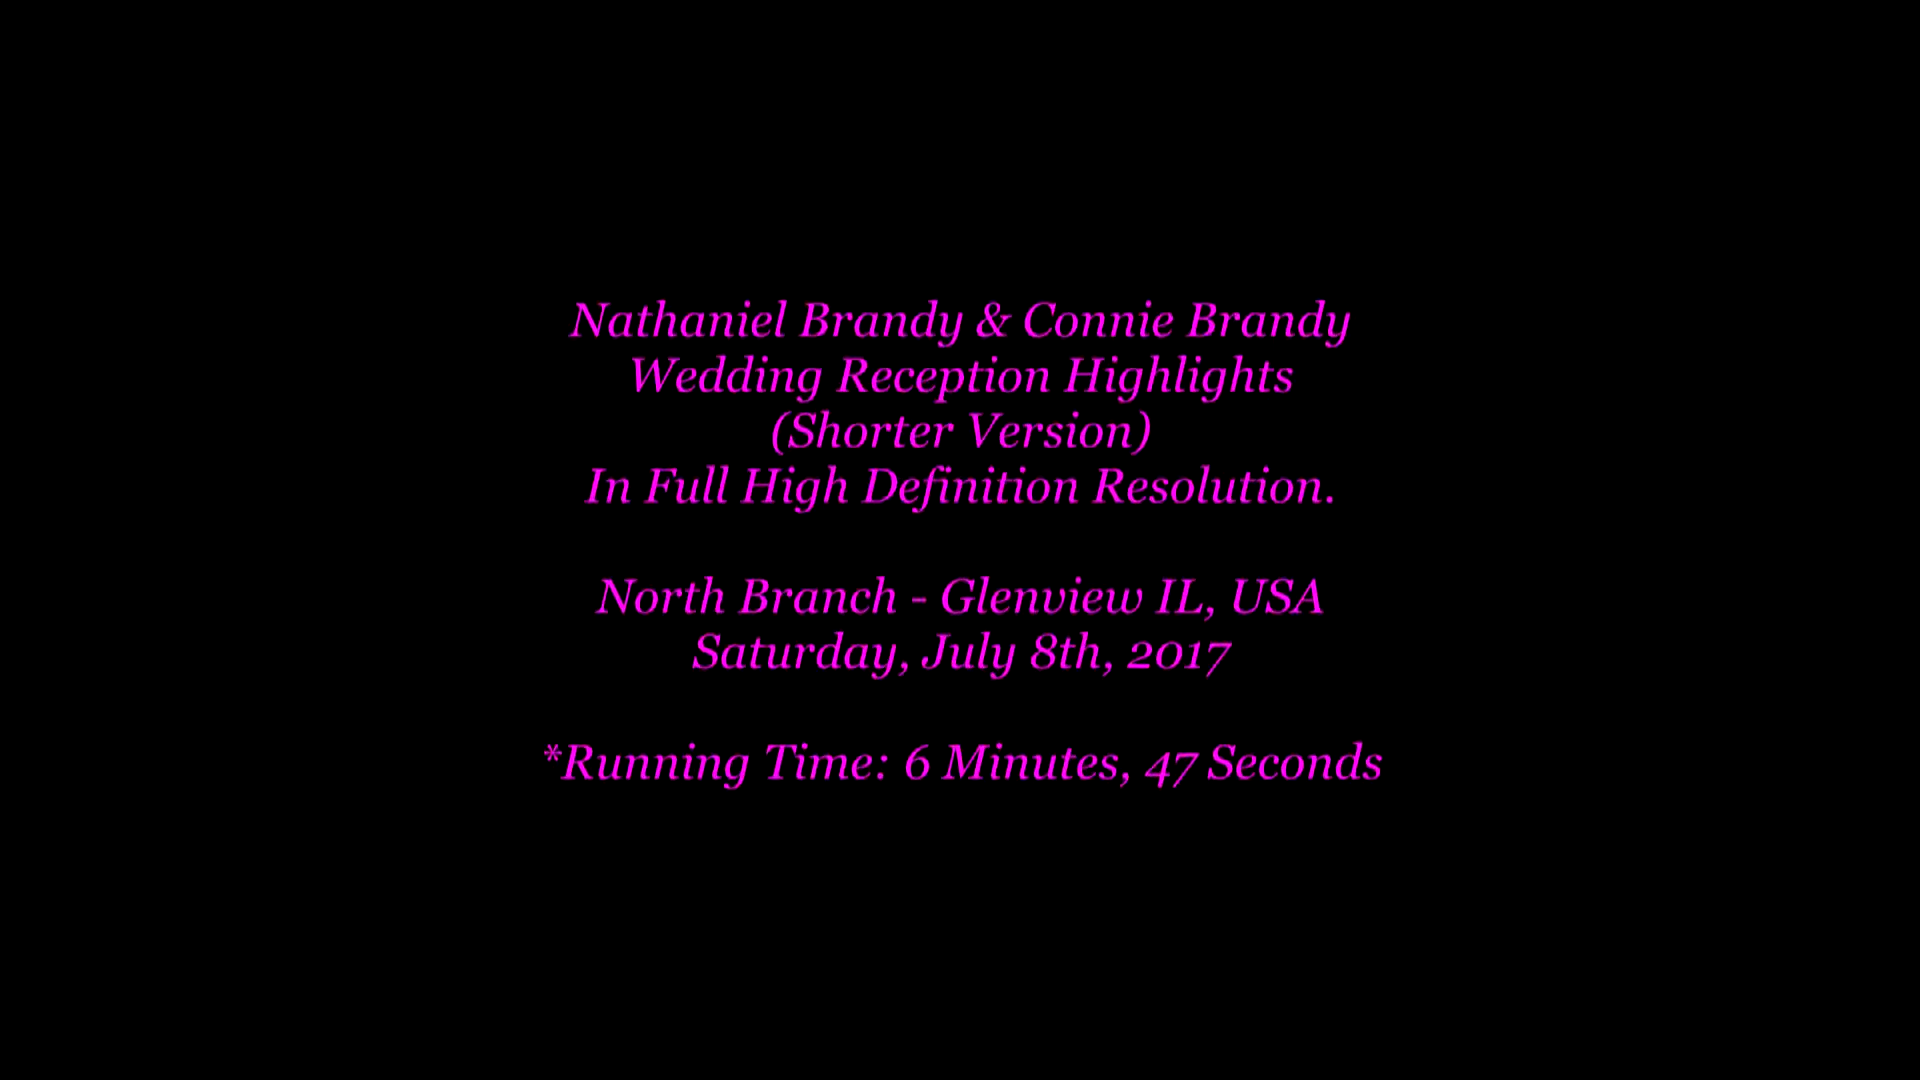 Nathaniel Brandy & Connie Brandy
Wedding Reception Highlights
(Shorter Version)
In Full High Definition Resolution.
North Branch - Glenview IL, USA
Saturday, July 8th, 2017
*Running Time: 6 Minutes, 47 Seconds